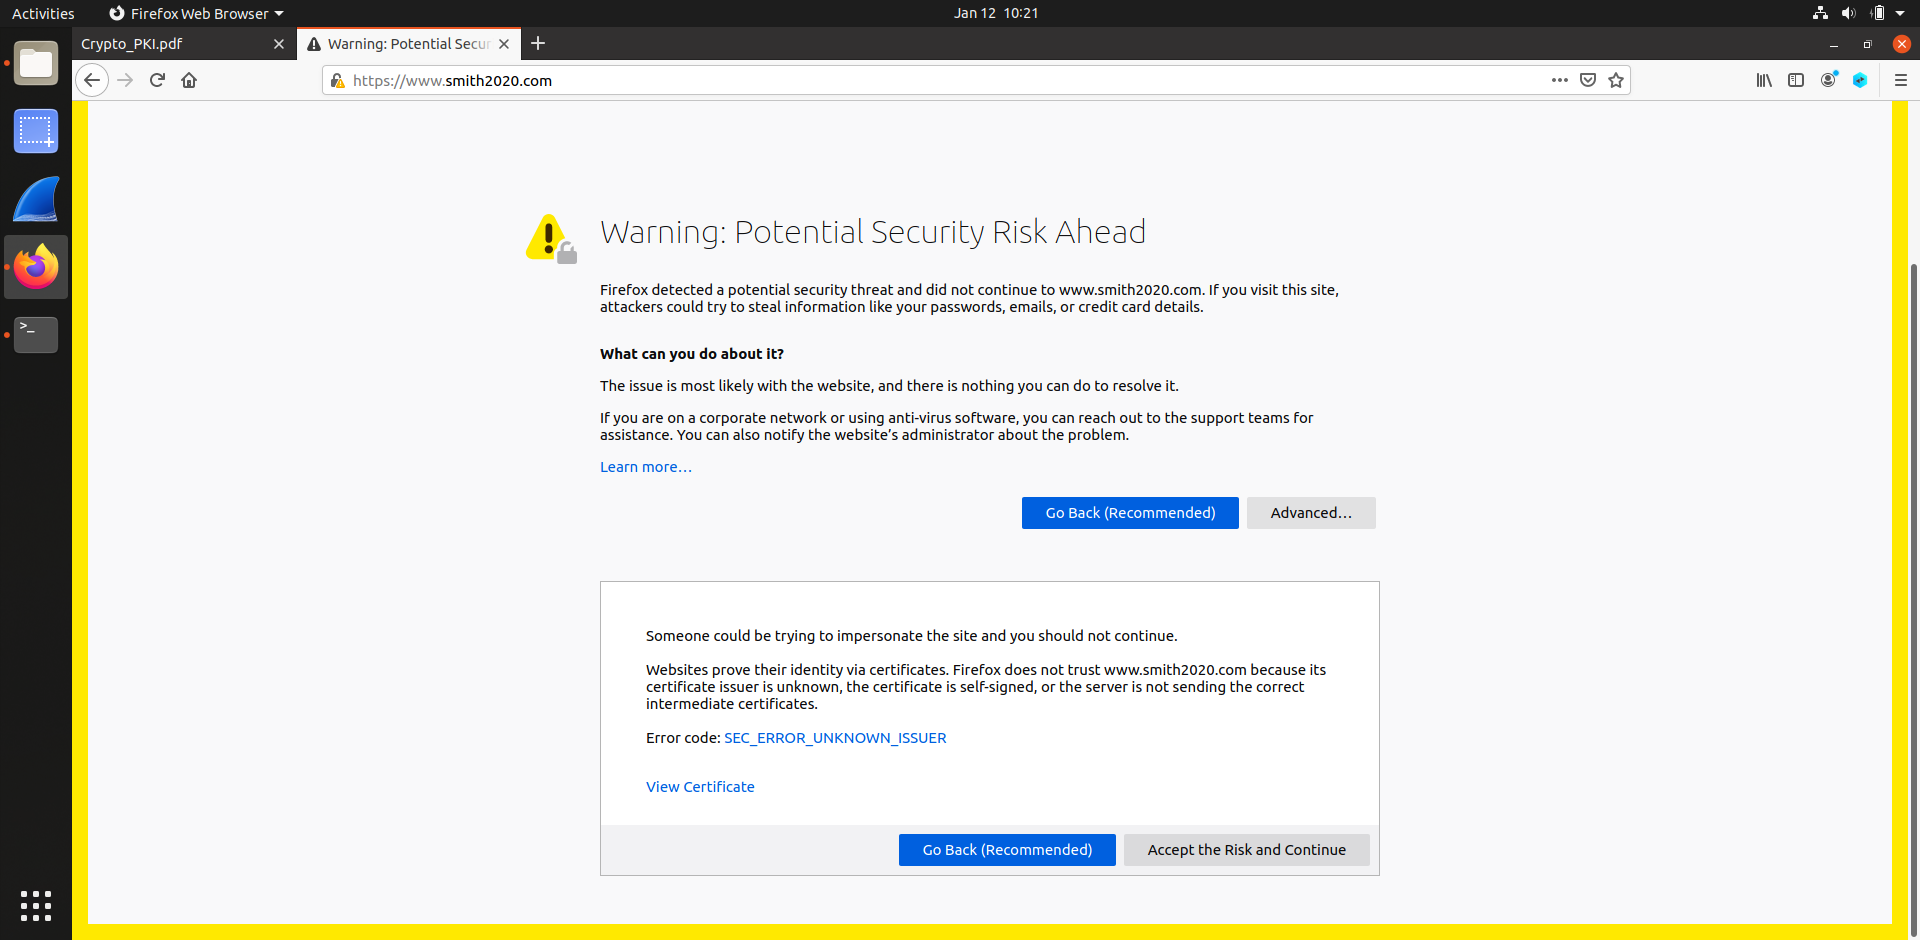 Activities
Firefox Web Browser
Jan 12 10:21
Crypto_PKI.pdf
Warning: Potential Secur
https://www.smith2020.com
Warning: Potential Security Risk Ahead
Firefox detected a potential security threat and did not continue to www.smith2020.com. If you visit this site,
attackers could try to steal information like your passwords, emails, or credit card details.
What can you do about it?
The issue is most likely with the website, and there is nothing you can do to resolve it.
If you are on a corporate network or using anti-virus software, you can reach out to the support teams for
assistance. You can also notify the website’s administrator about the problem.
Learn more…
Go Back (Recommended)
Advanced…
Someone could be trying to impersonate the site and you should not continue.
Websites prove their identity via certificates. Firefox does not trust www.smith2020.com because its
certificate issuer is unknown, the certificate is self-signed, or the server is not sending the correct
intermediate certificates.
Error code: SEC_ERROR_UNKNOWN_ISSUER
View Certificate
Go Back (Recommended)
Accept the Risk and Continue